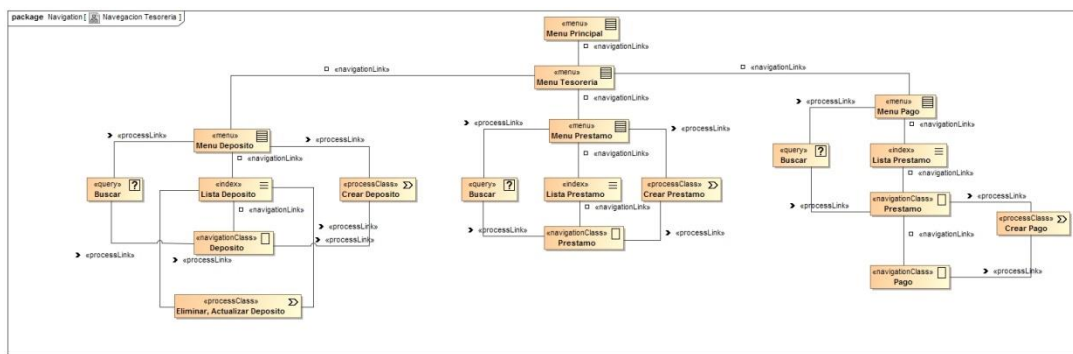 package Navigation [ Navegacion Tesoreria ]
«menu»
Menu Principal
«navigationLink»
«menu»
Menu Tesoreria
«navigationLink»
«navigationLink»
«navigationLink»
«menu»
Menu Deposito
«processLink»
«processLink»
«navigationLink»
«query»
Buscar
«index»
Lista Deposito
«processClass»
Crear Deposito
«navigationLink»
«navigationClass»
Deposito
«processLink»
«processLink»
«processLink»
«processLink»
«processClass»
Eliminar, Actualizar Deposito
«menu»
Menu Prestamo
«processLink»
«processLink»
«navigationLink»
«query»
Buscar
«index»
Lista Prestamo
«processClass»
Crear Prestamo
«navigationLink»
«navigationClass»
Prestamo
«processLink»
«processLink»
«menu»
Menu Pago
«processLink»
«navigationLink»
«query»
Buscar
«index»
Lista Prestamo
«navigationLink»
«navigationClass»
Prestamo
«processLink»
«processLink»
«processClass»
Crear Pago
«navigationLink»
«navigationClass»
Pago
«processLink»